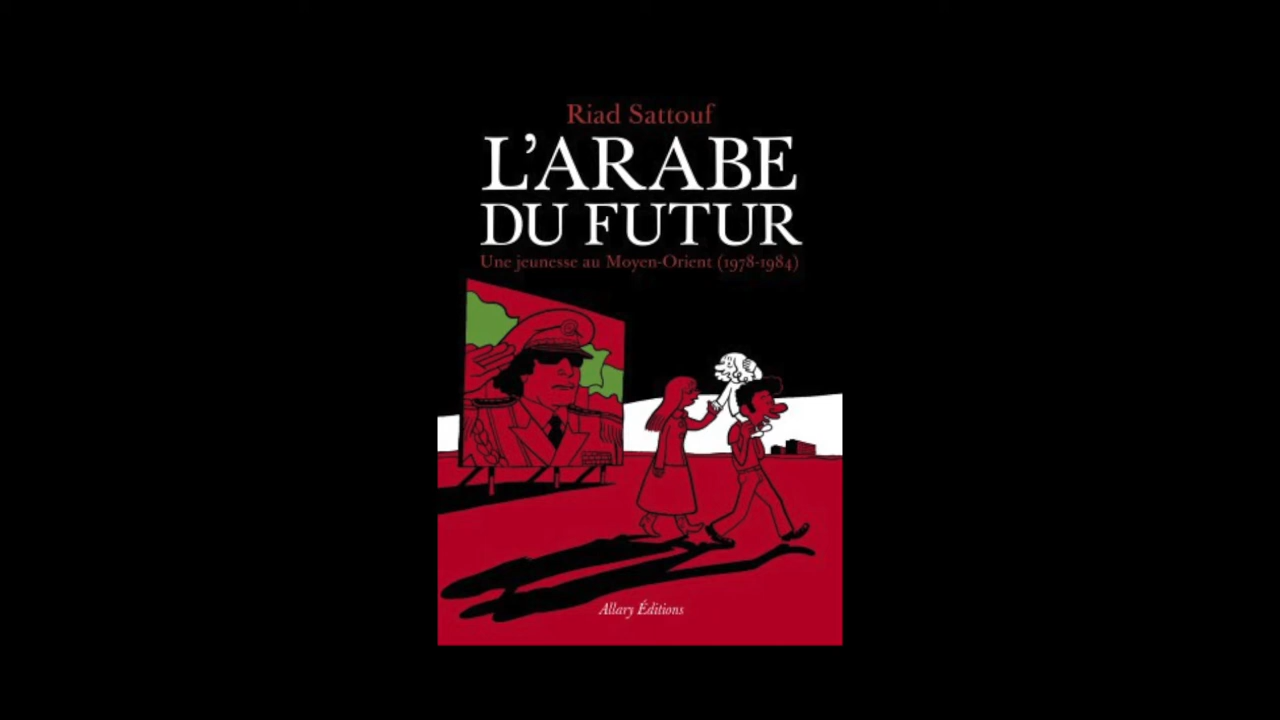 Riad Sattouf
L’ARABE
DU FUTUR
Une jeunesse au Moyen-Orient (1978-1984)
Allary Éditions